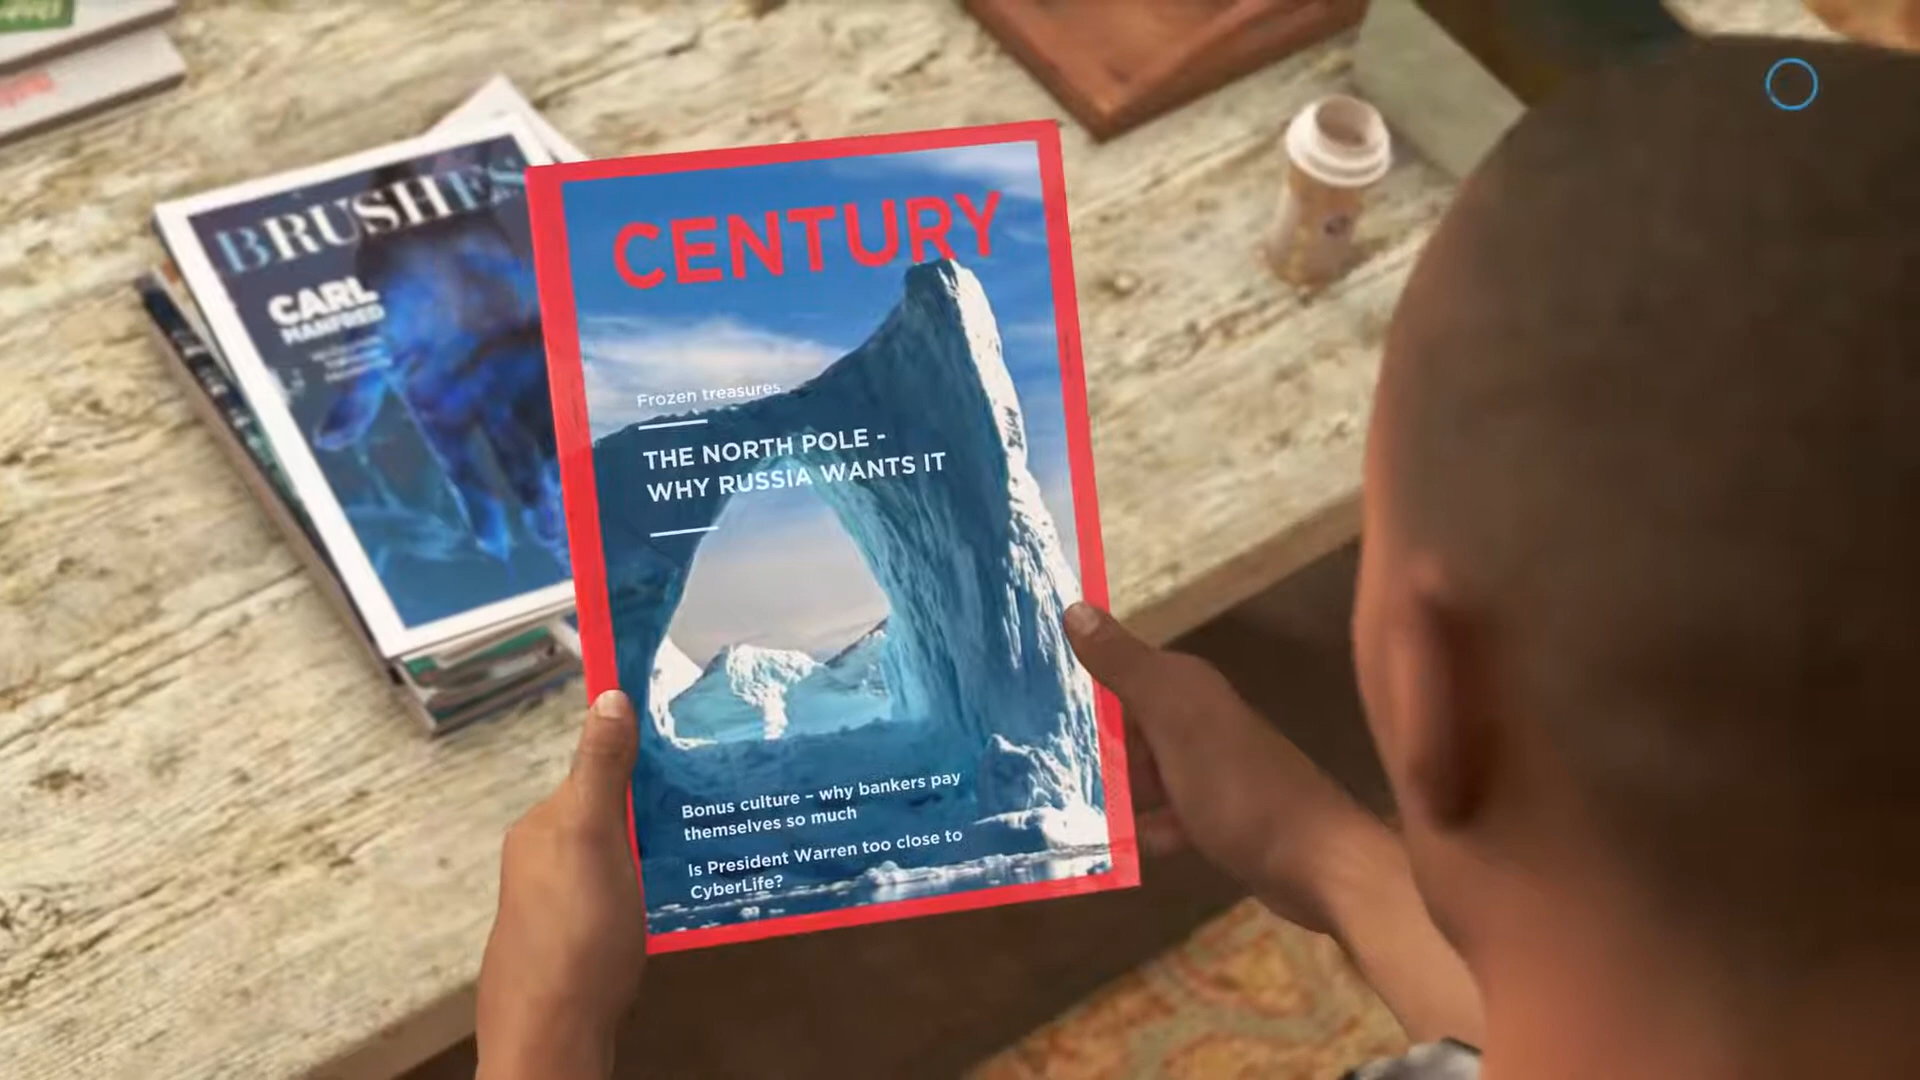 BRUSHES
CARL
MANFRED
CENTURY
Frozen treasures
THE NORTH POLE -
WHY RUSSIA WANTS IT
Bonus culture – why bankers pay
themselves so much
Is President Warren too close to
CyberLife?